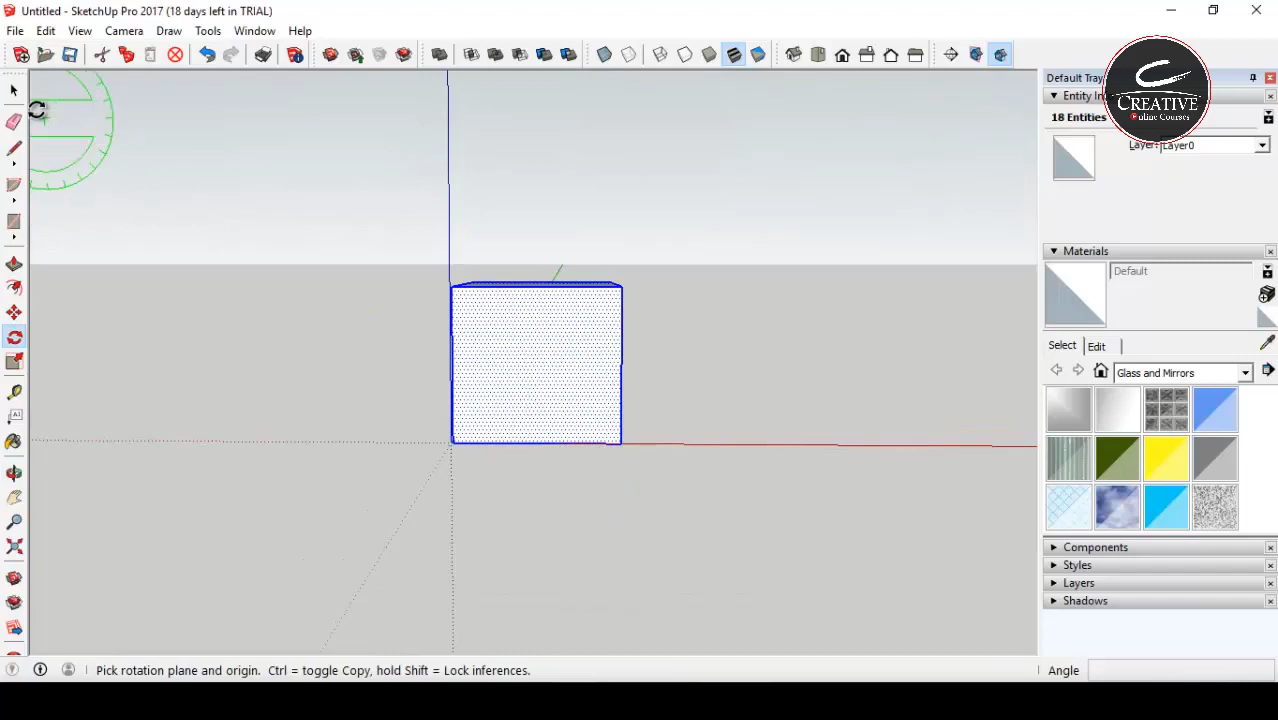 Untitled - SketchUp Pro 2017 (18 days left in TRIAL)
File Edit View Camera Draw Tools Window Help
Default Tray
Entity In
18 Entities
Layer: Layer0
CREATIVE
Online Courses
Materials
Default
Select Edit
Glass and Mirrors
Components
Styles
Layers
Shadows
Pick rotation plane and origin. Ctrl = toggle Copy, hold Shift = Lock inferences.
Angle